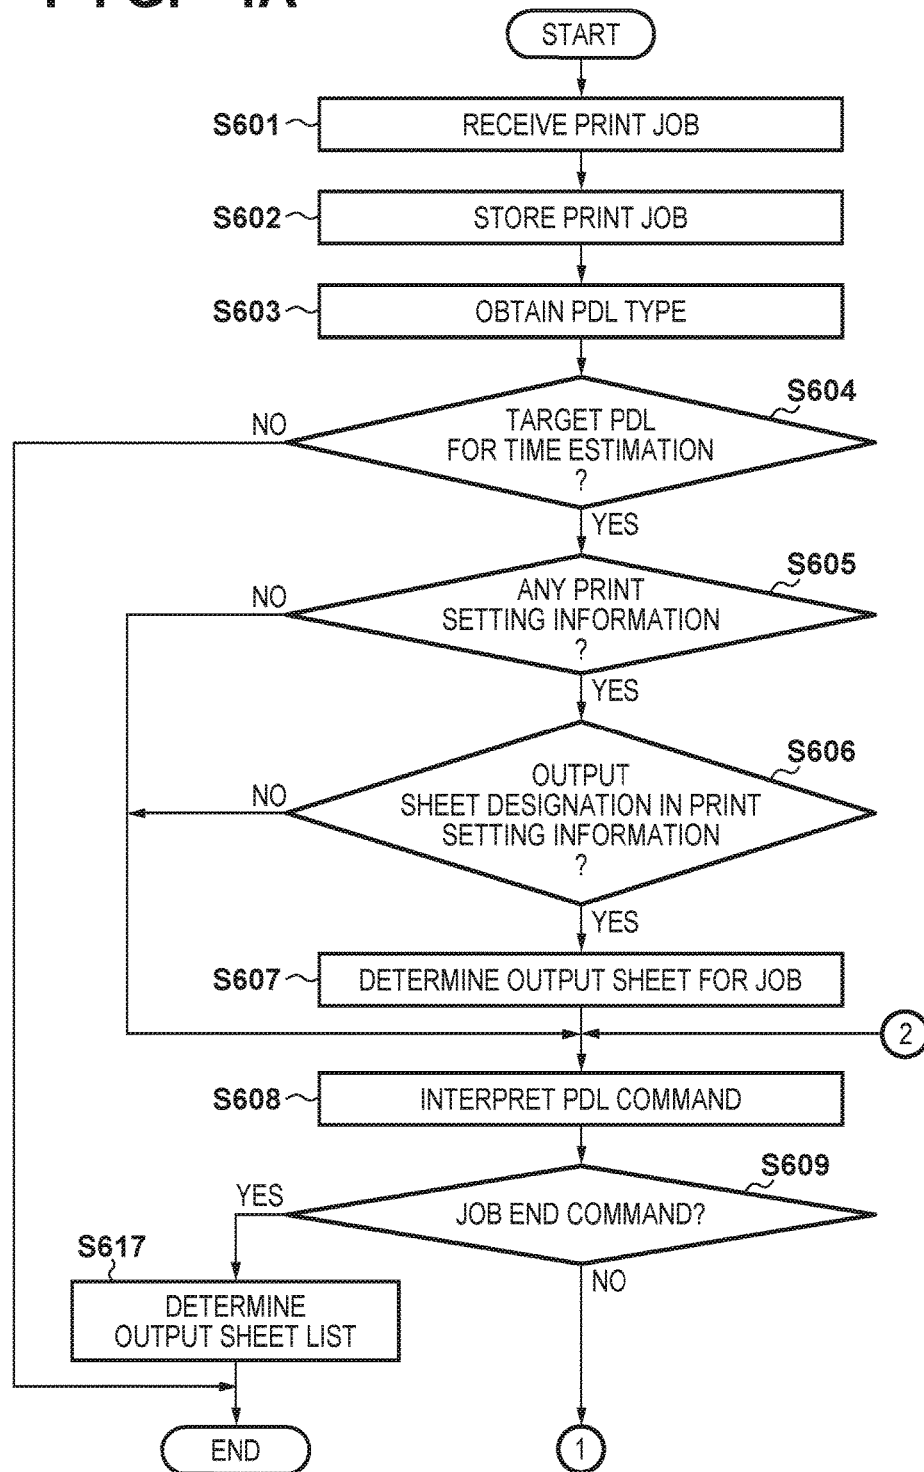 START
S601
RECEIVE PRINT JOB
S602
STORE PRINT JOB
S603
OBTAIN PDL TYPE
S604
NO
TARGET PDL
FOR TIME ESTIMATION
?
YES
S605
NO
ANY PRINT
SETTING INFORMATION
?
YES
S606
NO
OUTPUT
SHEET DESIGNATION IN PRINT
SETTING INFORMATION
?
YES
S607
DETERMINE OUTPUT SHEET FOR JOB
2
S608
INTERPRET PDL COMMAND
S609
YES
JOB END COMMAND?
NO
S617
DETERMINE
OUTPUT SHEET LIST
END
1